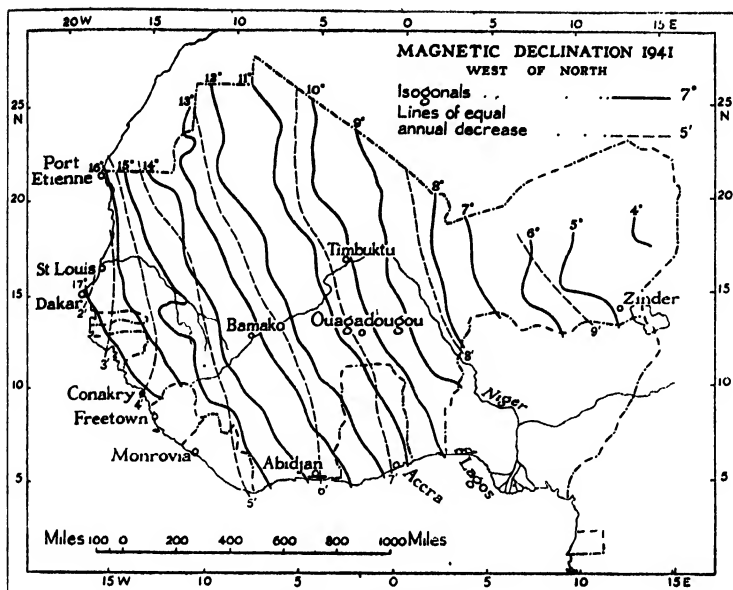 20W 15 10 5 0 5 10 15 E
MAGNETIC DECLINATION 1941
WEST OF NORTH
Isogonals 7°
Lines of equal
annual decrease 5'
25
N
25
N
13° 12° 11° 10° 9° 8° 7° 6° 5° 4°
Port
Etienne
16° 15° 14°
20
20
Timbuktu
St Louis
17°
15
15
Dakar
2'
Zinder
Bamako
Ouagadougou
9'
3'
8'
10
10
Conakry
4'
Niger
Freetown
Monrovia
Abidjan
Accra
Lagos
5
5
5'
7'
Miles 100 0 200 400 600 1000 Miles
15 W 10 5 0 5 10 15 E